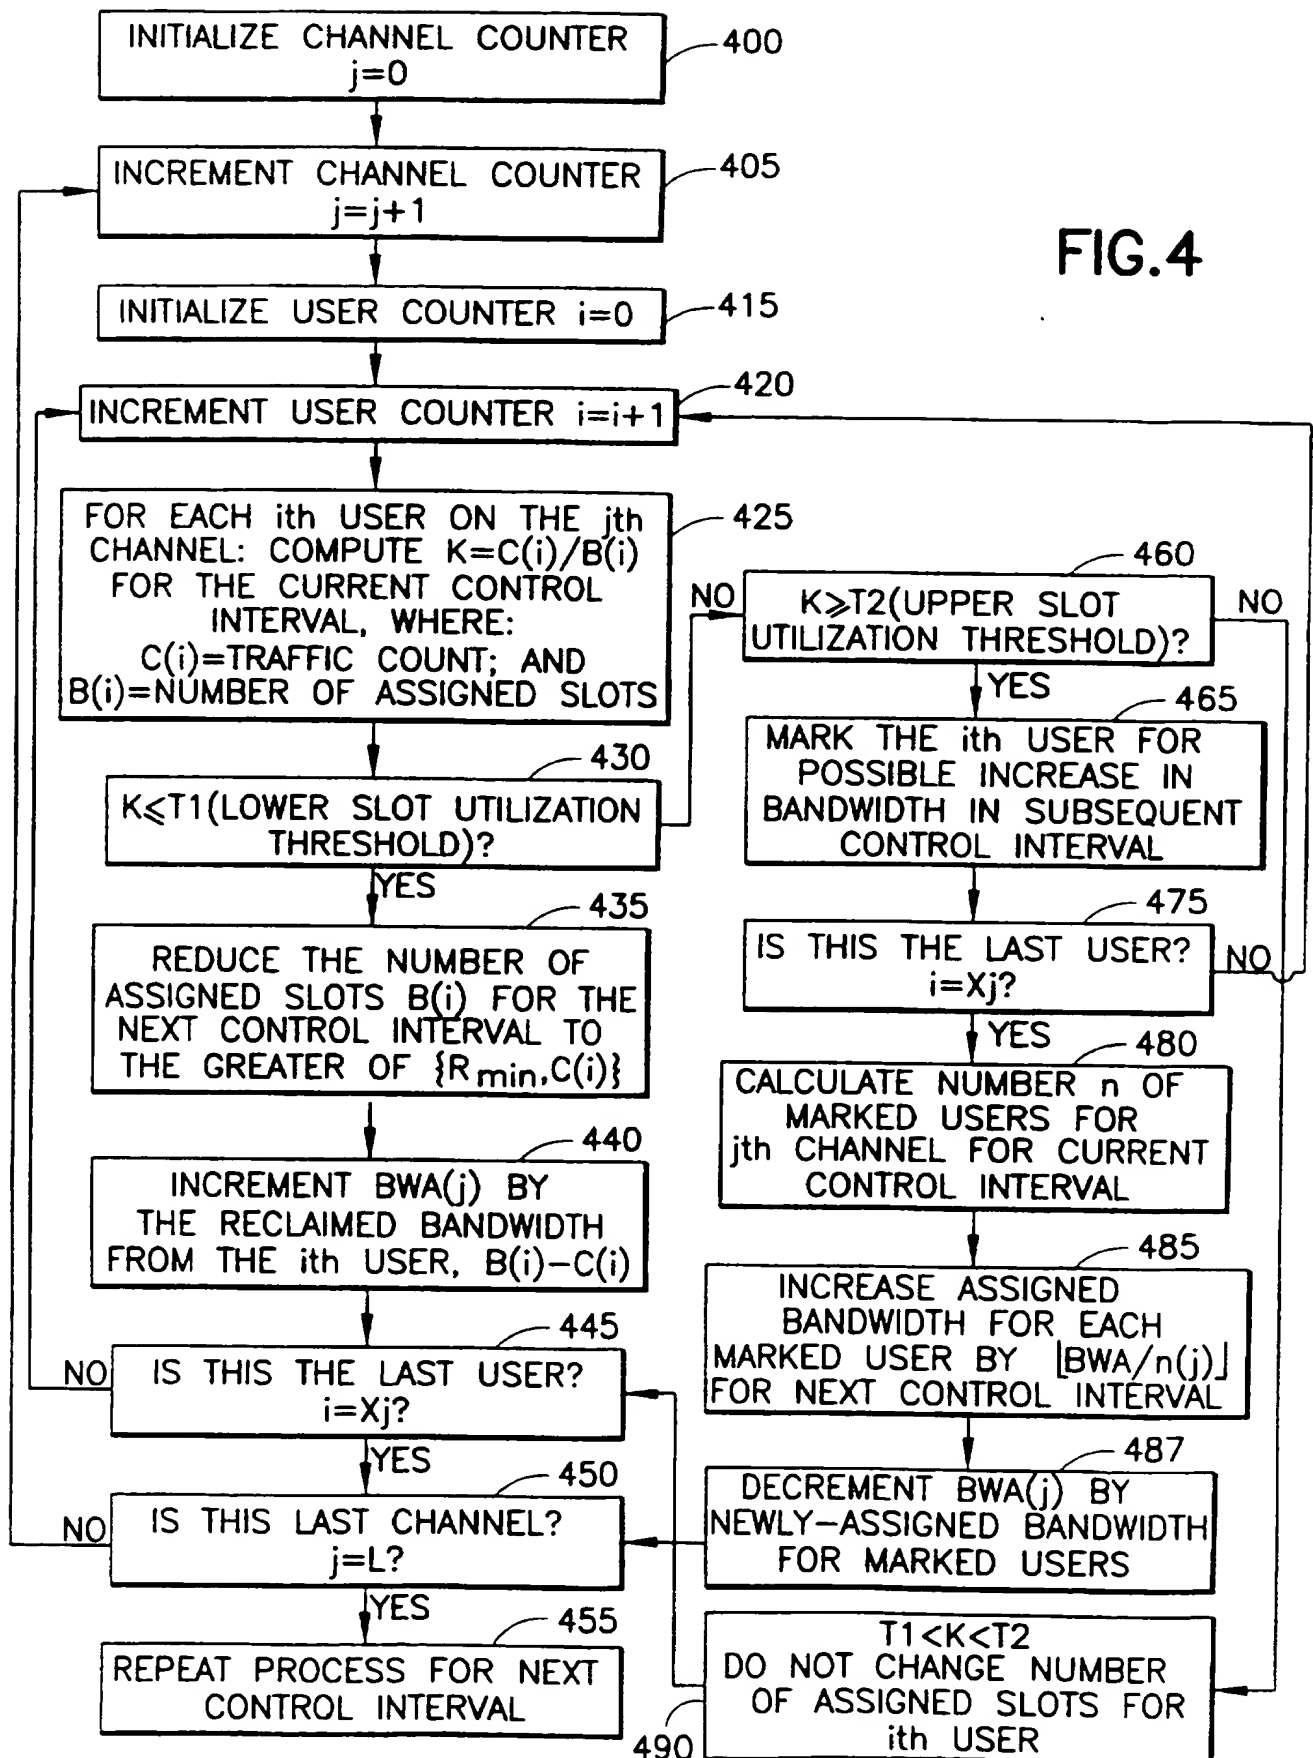 INITIALIZE CHANNEL COUNTER
j=0
400
INCREMENT CHANNEL COUNTER
j=j+1
405
FIG.4
INITIALIZE USER COUNTER i=0
415
INCREMENT USER COUNTER i=i+1
420
FOR EACH ith USER ON THE jth
CHANNEL: COMPUTE K=C(i)/B(i)
FOR THE CURRENT CONTROL
INTERVAL, WHERE:
C(i)=TRAFFIC COUNT; AND
B(i)=NUMBER OF ASSIGNED SLOTS
425
430
K⩽T1(LOWER SLOT UTILIZATION
THRESHOLD)?
NO
YES
435
REDUCE THE NUMBER OF
ASSIGNED SLOTS B(i) FOR THE
NEXT CONTROL INTERVAL TO
THE GREATER OF {Rmin,C(i)}
440
INCREMENT BWA(j) BY
THE RECLAIMED BANDWIDTH
FROM THE ith USER, B(i)-C(i)
445
IS THIS THE LAST USER?
i=Xj?
NO
YES
450
IS THIS LAST CHANNEL?
j=L?
NO
YES
455
REPEAT PROCESS FOR NEXT
CONTROL INTERVAL
460
K⩾T2(UPPER SLOT
UTILIZATION THRESHOLD)?
NO
YES
465
MARK THE ith USER FOR
POSSIBLE INCREASE IN
BANDWIDTH IN SUBSEQUENT
CONTROL INTERVAL
475
IS THIS THE LAST USER?
i=Xj?
NO
YES
480
CALCULATE NUMBER n OF
MARKED USERS FOR
jth CHANNEL FOR CURRENT
CONTROL INTERVAL
485
INCREASE ASSIGNED
BANDWIDTH FOR EACH
MARKED USER BY ⌊BWA/n(j)⌋
FOR NEXT CONTROL INTERVAL
487
DECREMENT BWA(j) BY
NEWLY-ASSIGNED BANDWIDTH
FOR MARKED USERS
T1<K<T2
DO NOT CHANGE NUMBER
OF ASSIGNED SLOTS FOR
ith USER
490